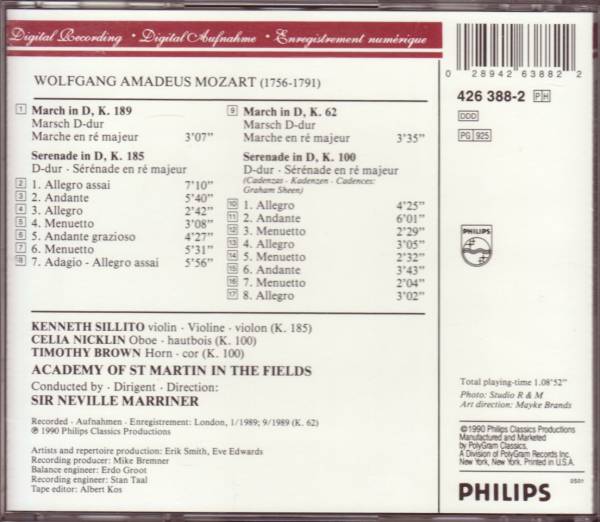 Digital Recording · Digital Aufnahme · Enregistrement numérique
WOLFGANG AMADEUS MOZART (1756-1791)
1 March in D, K. 189
Marsch D-dur
Marche en ré majeur 3'07"
Serenade in D, K. 185
D-dur · Sérénade en ré majeur
2 1. Allegro assai 7'10"
3 2. Andante 5'40"
4 3. Allegro 2'42"
5 4. Menuetto 3'08"
6 5. Andante grazioso 4'27"
7 6. Menuetto 5'31"
18 7. Adagio - Allegro assai 5'56"
9 March in D, K. 62
Marsch D-dur
Marche en ré majeur 3'35"
Serenade in D, K. 100
D-dur · Sérénade en ré majeur
(Cadenzas · Kadenzen · Cadences:
Graham Sheen)
10 1. Allegro 4'25"
11 2. Andante 6'01"
12 3. Menuetto 2'29"
13 4. Allegro 3'05"
14 5. Menuetto 2'32"
15 6. Andante 3'43"
16 7. Menuetto 2'04"
17 8. Allegro 3'02"
KENNETH SILLITO violin · Violine · violon (K. 185)
CELIA NICKLIN Oboe · hautbois (K. 100)
TIMOTHY BROWN Horn · cor (K. 100)
ACADEMY OF ST MARTIN IN THE FIELDS
Conducted by · Dirigent · Direction:
SIR NEVILLE MARRINER
Recorded · Aufnahmen · Enregistrement: London, 1/1989; 9/1989 (K. 62)
℗ 1990 Philips Classics Productions
Artists and repertoire production: Erik Smith, Eve Edwards
Recording producer: Mike Bremner
Balance engineer: Erdo Groot
Recording engineer: Stan Taal
Tape editor: Albert Kos
0 28942 63882 2
426 388-2 PH
DDD
PG 925
PHILIPS
Total playing-time 1.08'52"
Photo: Studio R & M
Art direction: Mayke Brands
©1990 Philips Classics Productions
Manufactured and Marketed
by PolyGram Classics,
A Division of PolyGram Records Inc.
New York, New York. Printed in U.S.A.
0501
PHILIPS